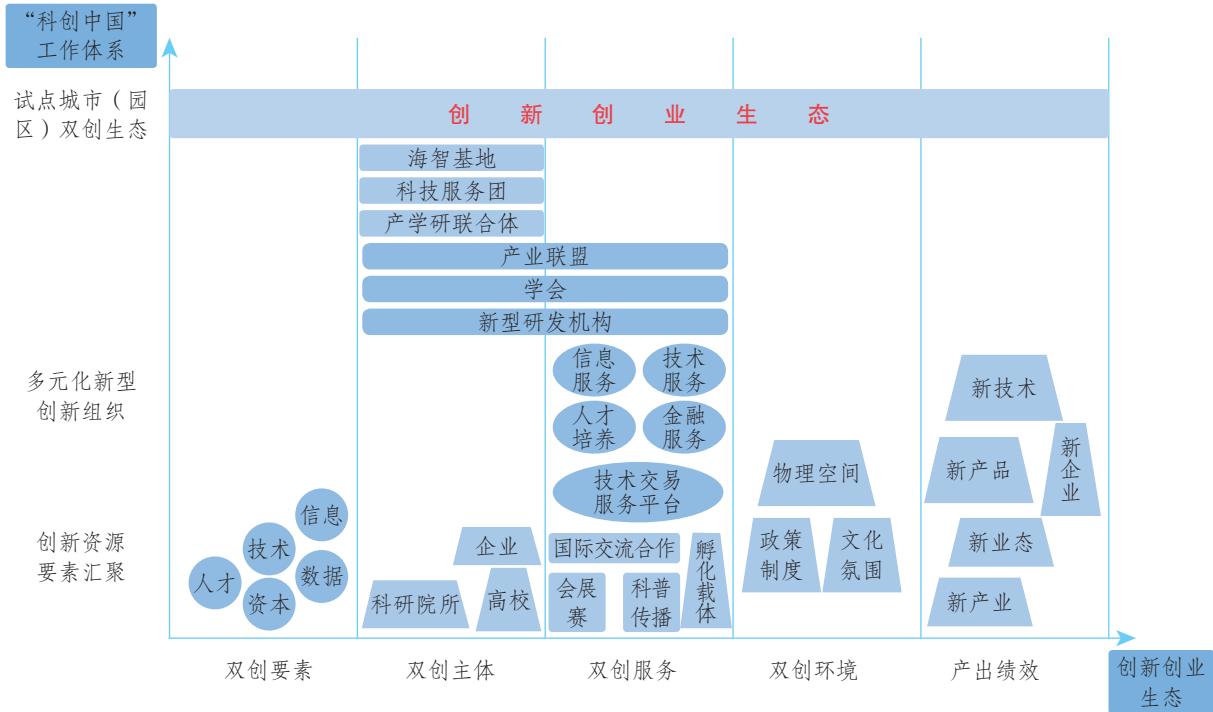 “科创中国”
工作体系
试点城市（园
区）双创生态
创新创业生态
海智基地
科技服务团
产学研联合体
产业联盟
学会
新型研发机构
多元化新型
创新组织
信息
服务
技术
服务
人才
培养
金融
服务
技术交易
服务平台
物理空间
新技术
新产品
新企业
创新资源
要素汇聚
信息
技术
人才
数据
资本
企业
科研院所
高校
国际交流合作
会展
赛
科普
传播
孵化载体
政策
制度
文化
氛围
新业态
新产业
双创要素
双创主体
双创服务
双创环境
产出绩效
创新创业
生态